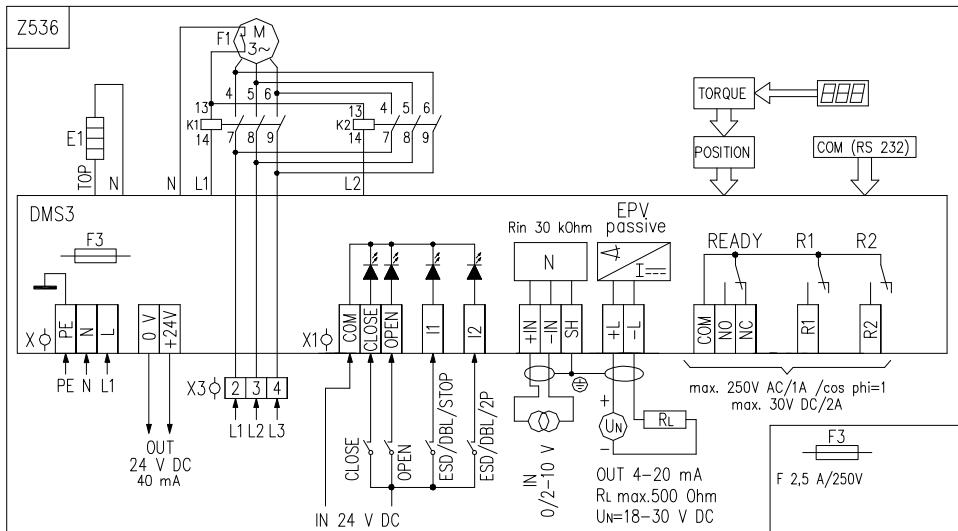 Z536
F1
M
3~
4 5 6
13
K1
14
7 8 9
13
K2
14
4 5 6
7 8 9
E1
TOP
N
N
L1
L2
TORQUE
POSITION
COM (RS 232)
DMS3
F3
Rin 30 kOhm
N
EPV
passive
I
READY R1 R2
X
PE
N
L
0 V
+24V
X1
COM
CLOSE
OPEN
I1
I2
+IN
-IN
SH
+L
-L
COM
NO
NC
R1
R2
PE N L1
X3
2 3 4
L1 L2 L3
OUT
24 V DC
40 mA
CLOSE
OPEN
ESD/DBL/STOP
ESD/DBL/2P
IN 24 V DC
IN
0/2-10 V
+
UN
-
RL
OUT 4-20 mA
RL max.500 Ohm
UN=18-30 V DC
max. 250V AC/1A /cos phi=1
max. 30V DC/2A
F3
F 2,5 A/250V